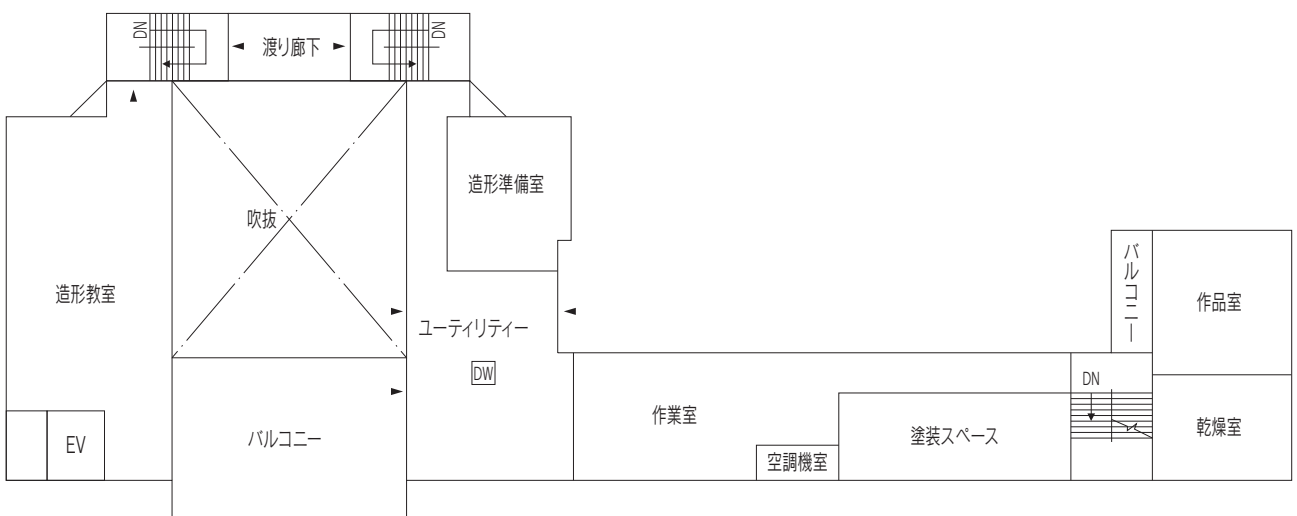 DN
渡り廊下
DN
造形準備室
吹抜
造形教室
ユーティリティー
DW
バルコニー
作品室
DN
作業室
塗装スペース
乾燥室
EV
バルコニー
空調機室